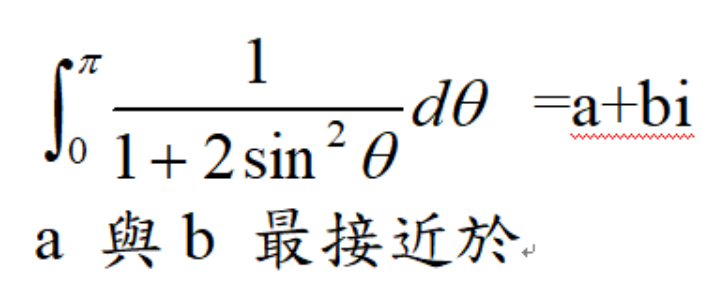 ∫₀^π 1/(1+2sin²θ) dθ =a+bi
a 與 b 最接近於